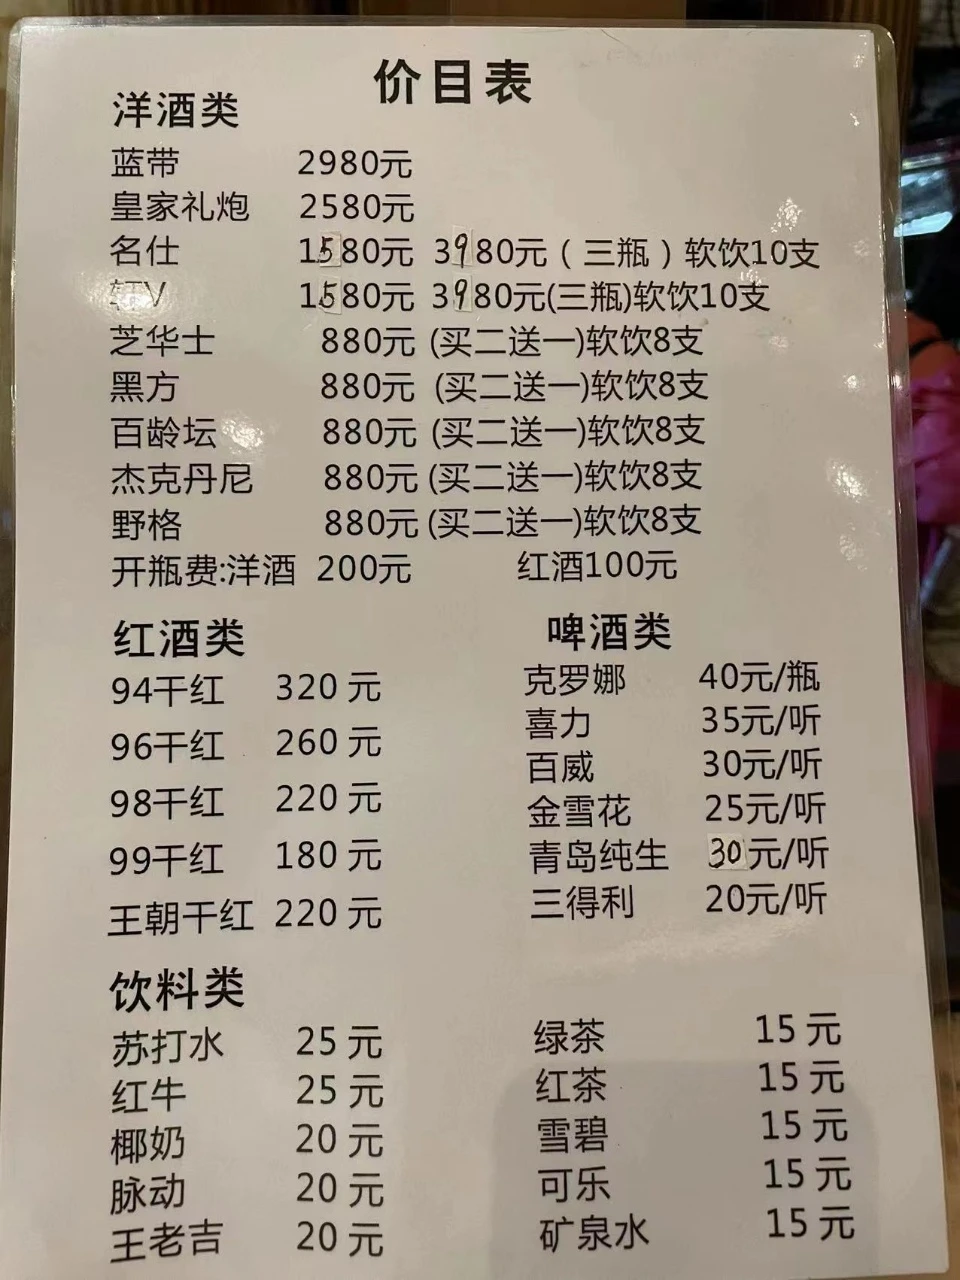 价目表
洋酒类
蓝带 2980元
皇家礼炮 2580元
名仕 1580元 3980元（三瓶）软饮10支
轩V 1580元 3980元(三瓶)软饮10支
芝华士 880元 (买二送一)软饮8支
黑方 880元 (买二送一)软饮8支
百龄坛 880元 (买二送一)软饮8支
杰克丹尼 880元 (买二送一)软饮8支
野格 880元 (买二送一)软饮8支
开瓶费:洋酒 200元 红酒100元
红酒类
94干红 320 元
96干红 260 元
98干红 220 元
99干红 180 元
王朝干红 220 元
啤酒类
克罗娜 40元/瓶
喜力 35元/听
百威 30元/听
金雪花 25元/听
青岛纯生 30元/听
三得利 20元/听
饮料类
苏打水 25 元
红牛 25 元
椰奶 20 元
脉动 20 元
王老吉 20 元
绿茶 15 元
红茶 15 元
雪碧 15 元
可乐 15 元
矿泉水 15 元